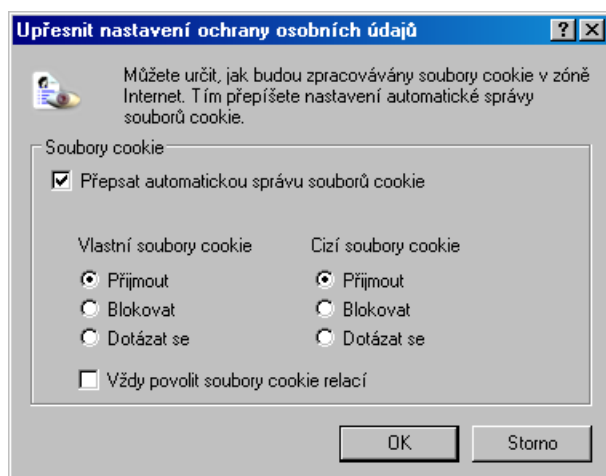 Upřesnit nastavení ochrany osobních údajů
Můžete určit, jak budou zpracovávány soubory cookie v zóně
Internet. Tím přepíšete nastavení automatické správy
souborů cookie.
Soubory cookie
Přepsat automatickou správu souborů cookie
Vlastní soubory cookie Cizí soubory cookie
Přijmout Přijmout
Blokovat Blokovat
Dotázat se Dotázat se
Vždy povolit soubory cookie relací
OK Storno